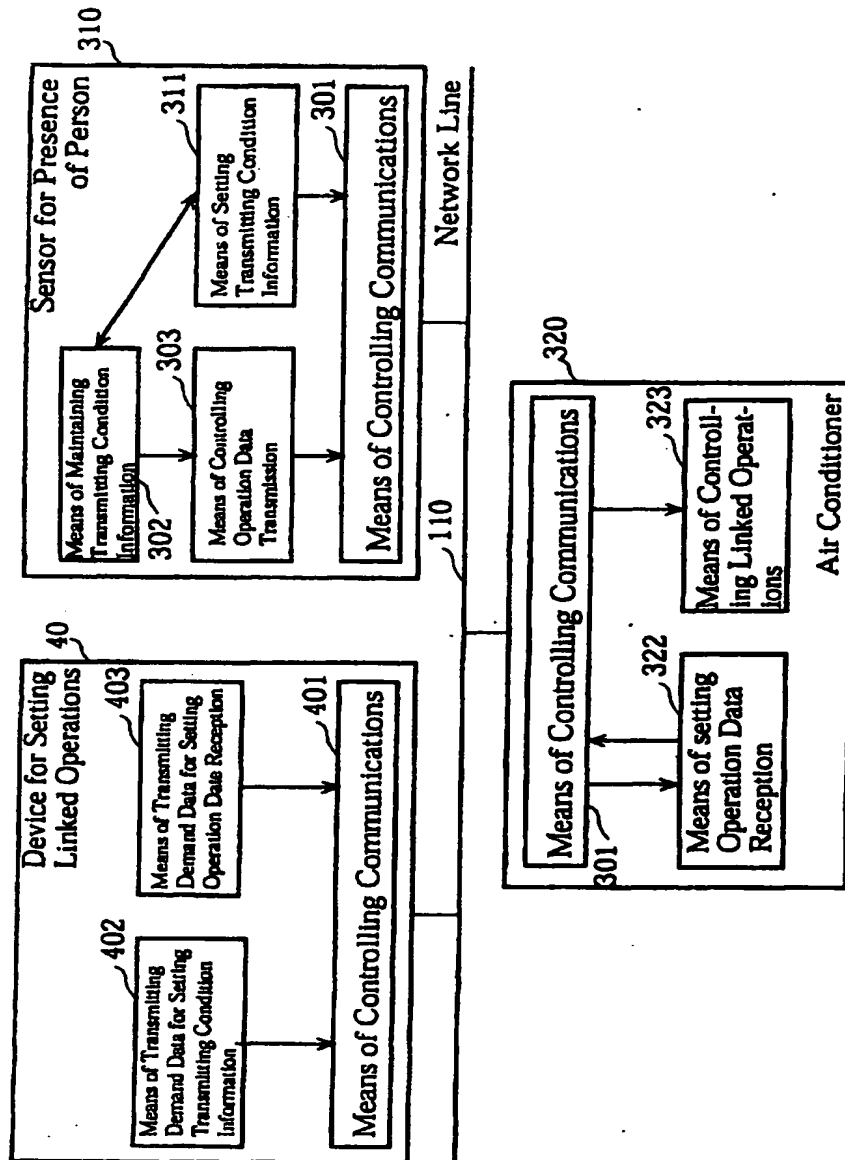 Device for Setting
Linked Operations
40
402
Means of Transmitting
Demand Data for Setting
Transmitting Condition
Information
403
Means of Transmitting
Demand Data for Setting
Operation Date Reception
401
Means of Controlling Communications
Sensor for Presence
of Person
310
Means of Maintaining
Transmitting Condition
Information
302
303
Means of Controlling
Operation Data
Transmission
311
Means of Setting
Transmitting Condition
Information
301
Means of Controlling Communications
110
Network Line
320
Means of Controlling Communications
301
322
Means of setting
Operation Data
Reception
323
Means of Controll-
ing Linked Operat-
ions
Air Conditioner